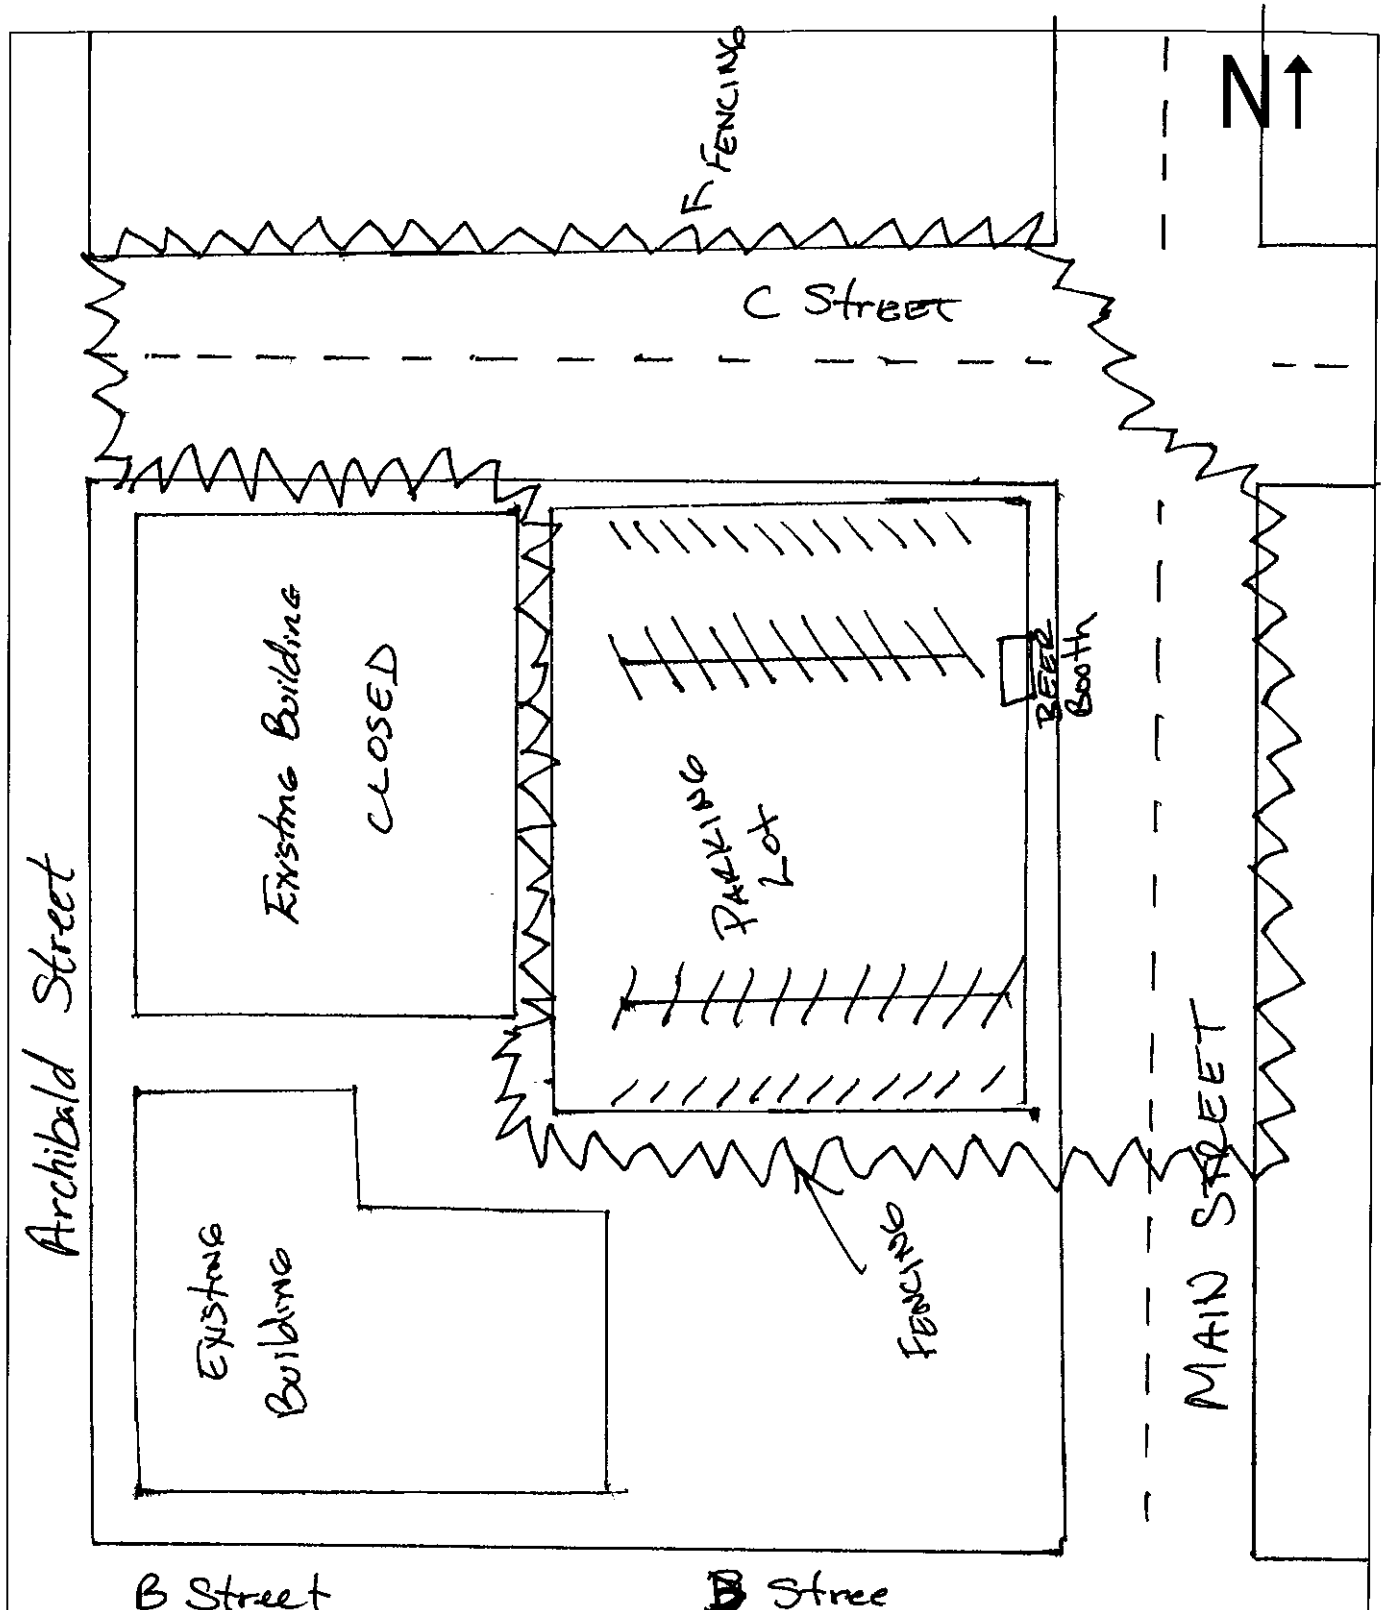 FENCING
N
C Street
Existing Building
CLOSED
BEER
Booth
PARKING
Lot
Archibald Street
MAIN STREET
FENCING
Existing
Building
B Street
B Stree